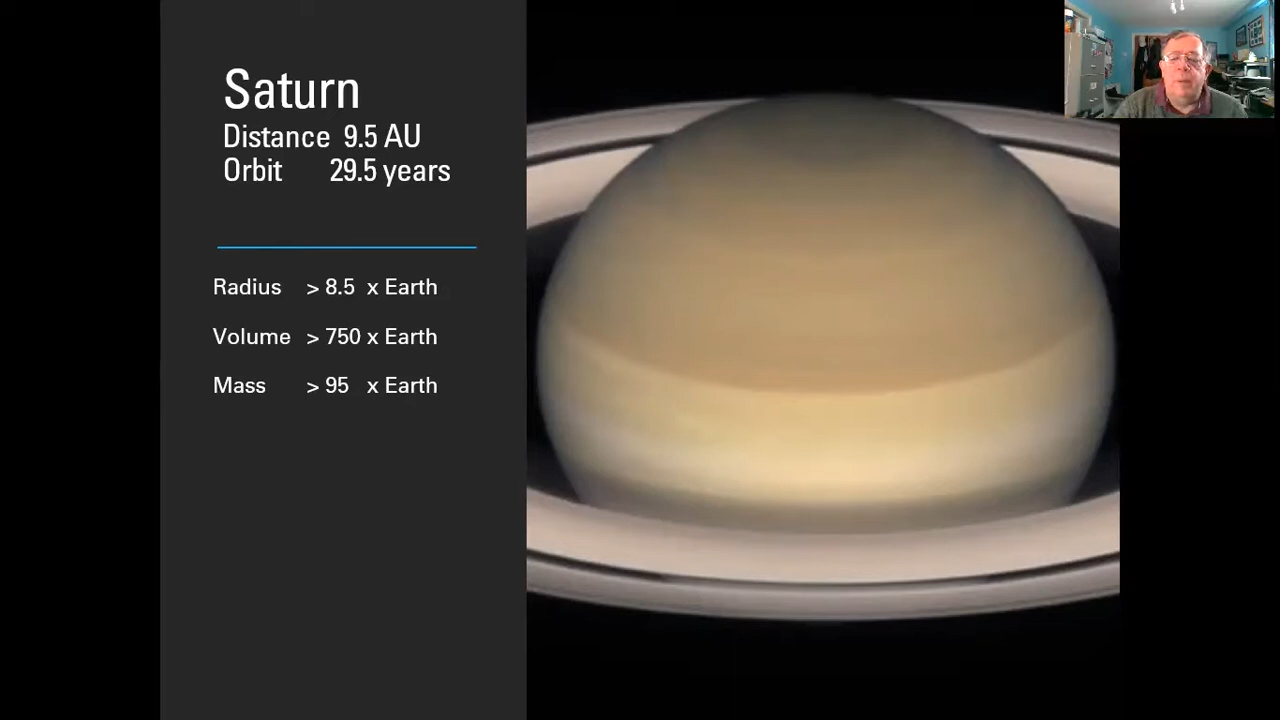 Saturn
Distance 9.5 AU
Orbit 29.5 years
Radius > 8.5 x Earth
Volume > 750 x Earth
Mass > 95 x Earth